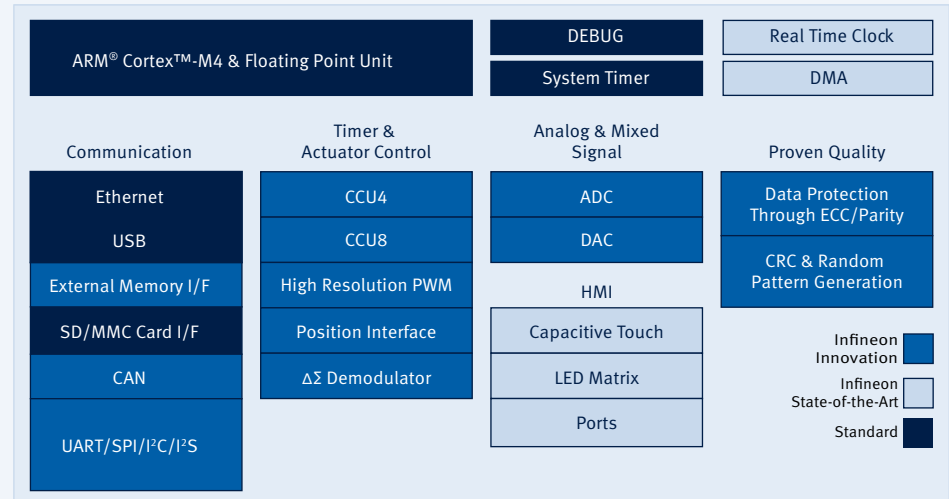 ARM® Cortex™-M4 & Floating Point Unit
DEBUG
System Timer
Real Time Clock
DMA
Communication
Ethernet
USB
External Memory I/F
SD/MMC Card I/F
CAN
UART/SPI/I²C/I²S
Timer &
Actuator Control
CCU4
CCU8
High Resolution PWM
Position Interface
ΔΣ Demodulator
Analog & Mixed
Signal
ADC
DAC
HMI
Capacitive Touch
LED Matrix
Ports
Proven Quality
Data Protection
Through ECC/Parity
CRC & Random
Pattern Generation
Infineon
Innovation
Infineon
State-of-the-Art
Standard